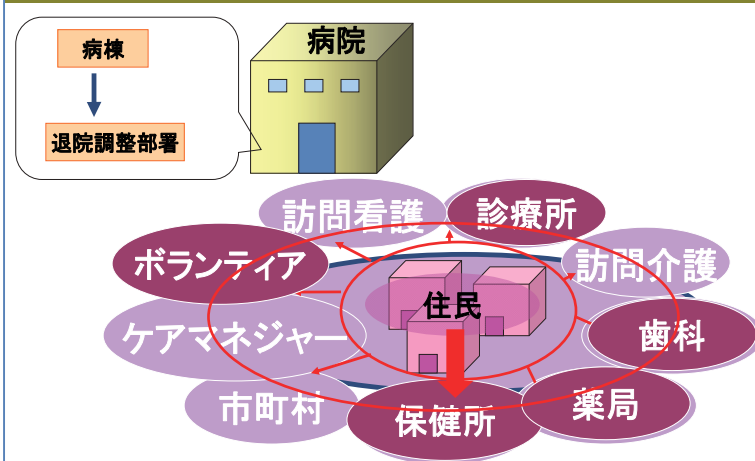 病棟
病院
退院調整部署
訪問看護
診療所
ボランティア
訪問介護
住民
ケアマネジャー
歯科
市町村
保健所
薬局